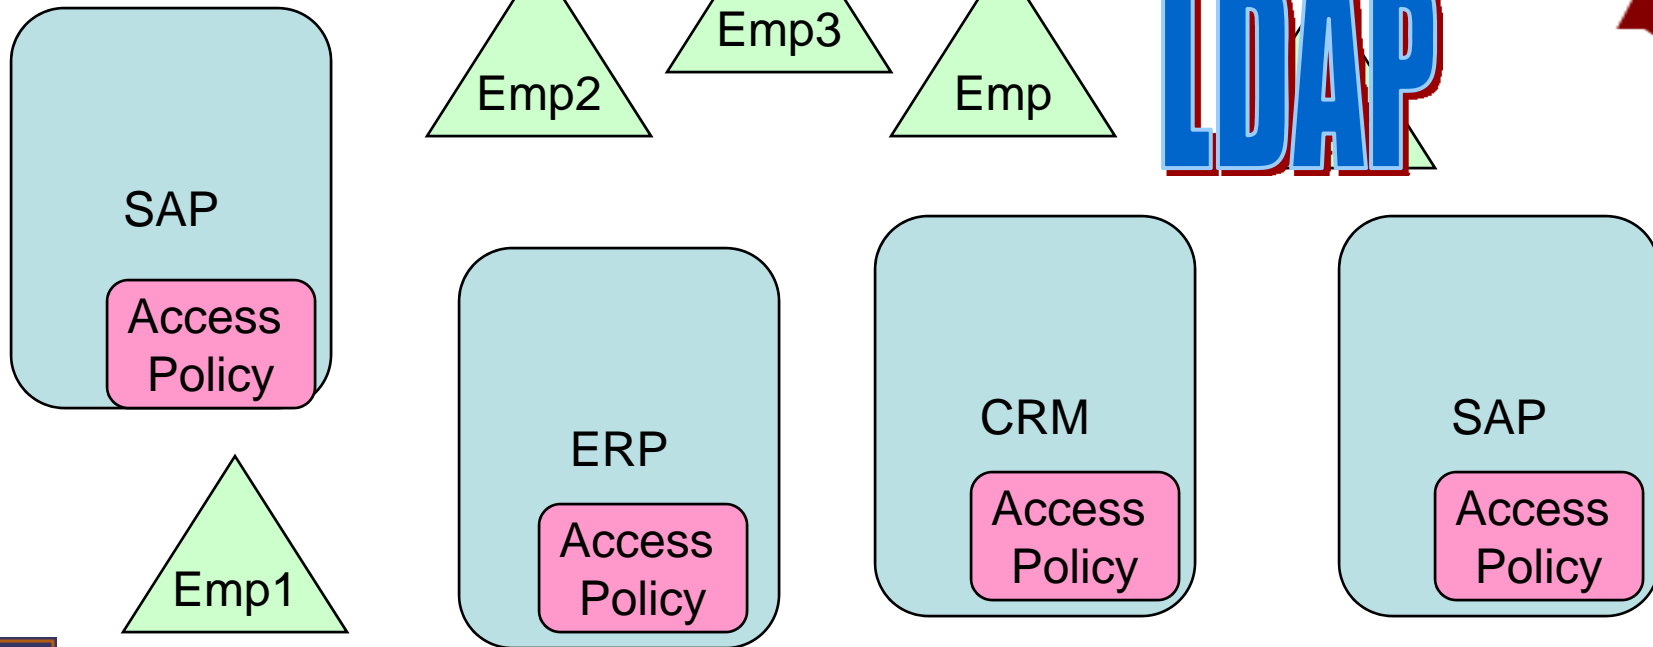 Emp3
Emp2
Emp
LDAP
SAP
Access
Policy
ERP
Access
Policy
CRM
Access
Policy
SAP
Access
Policy
Emp1